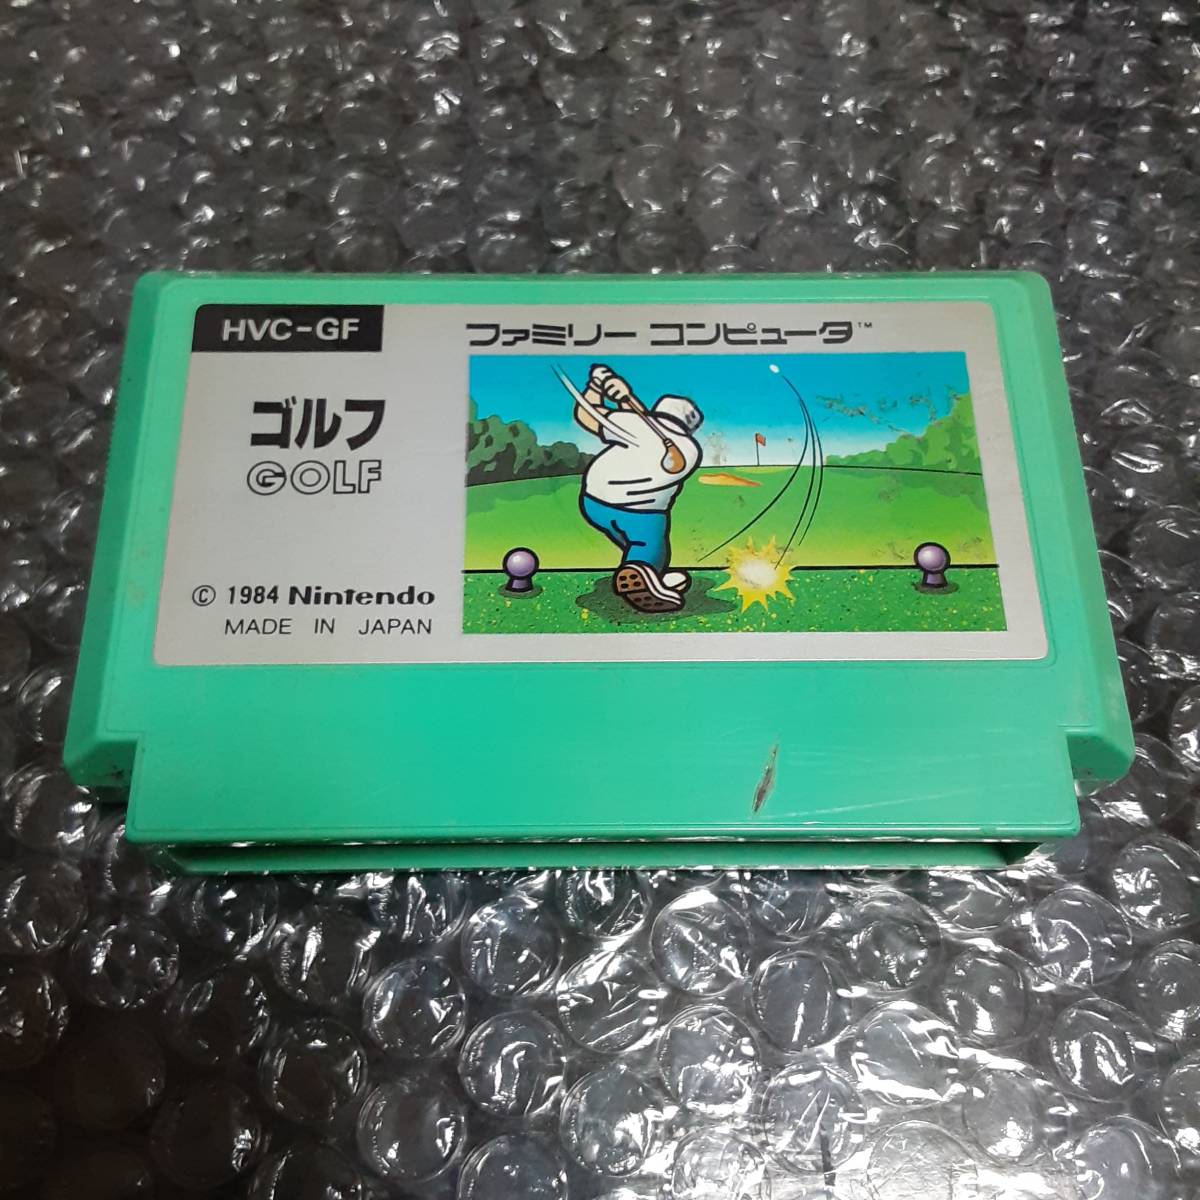 HVC-GF
ファミリー コンピュータ™
ゴルフ
GOLF
© 1984 Nintendo
MADE IN JAPAN